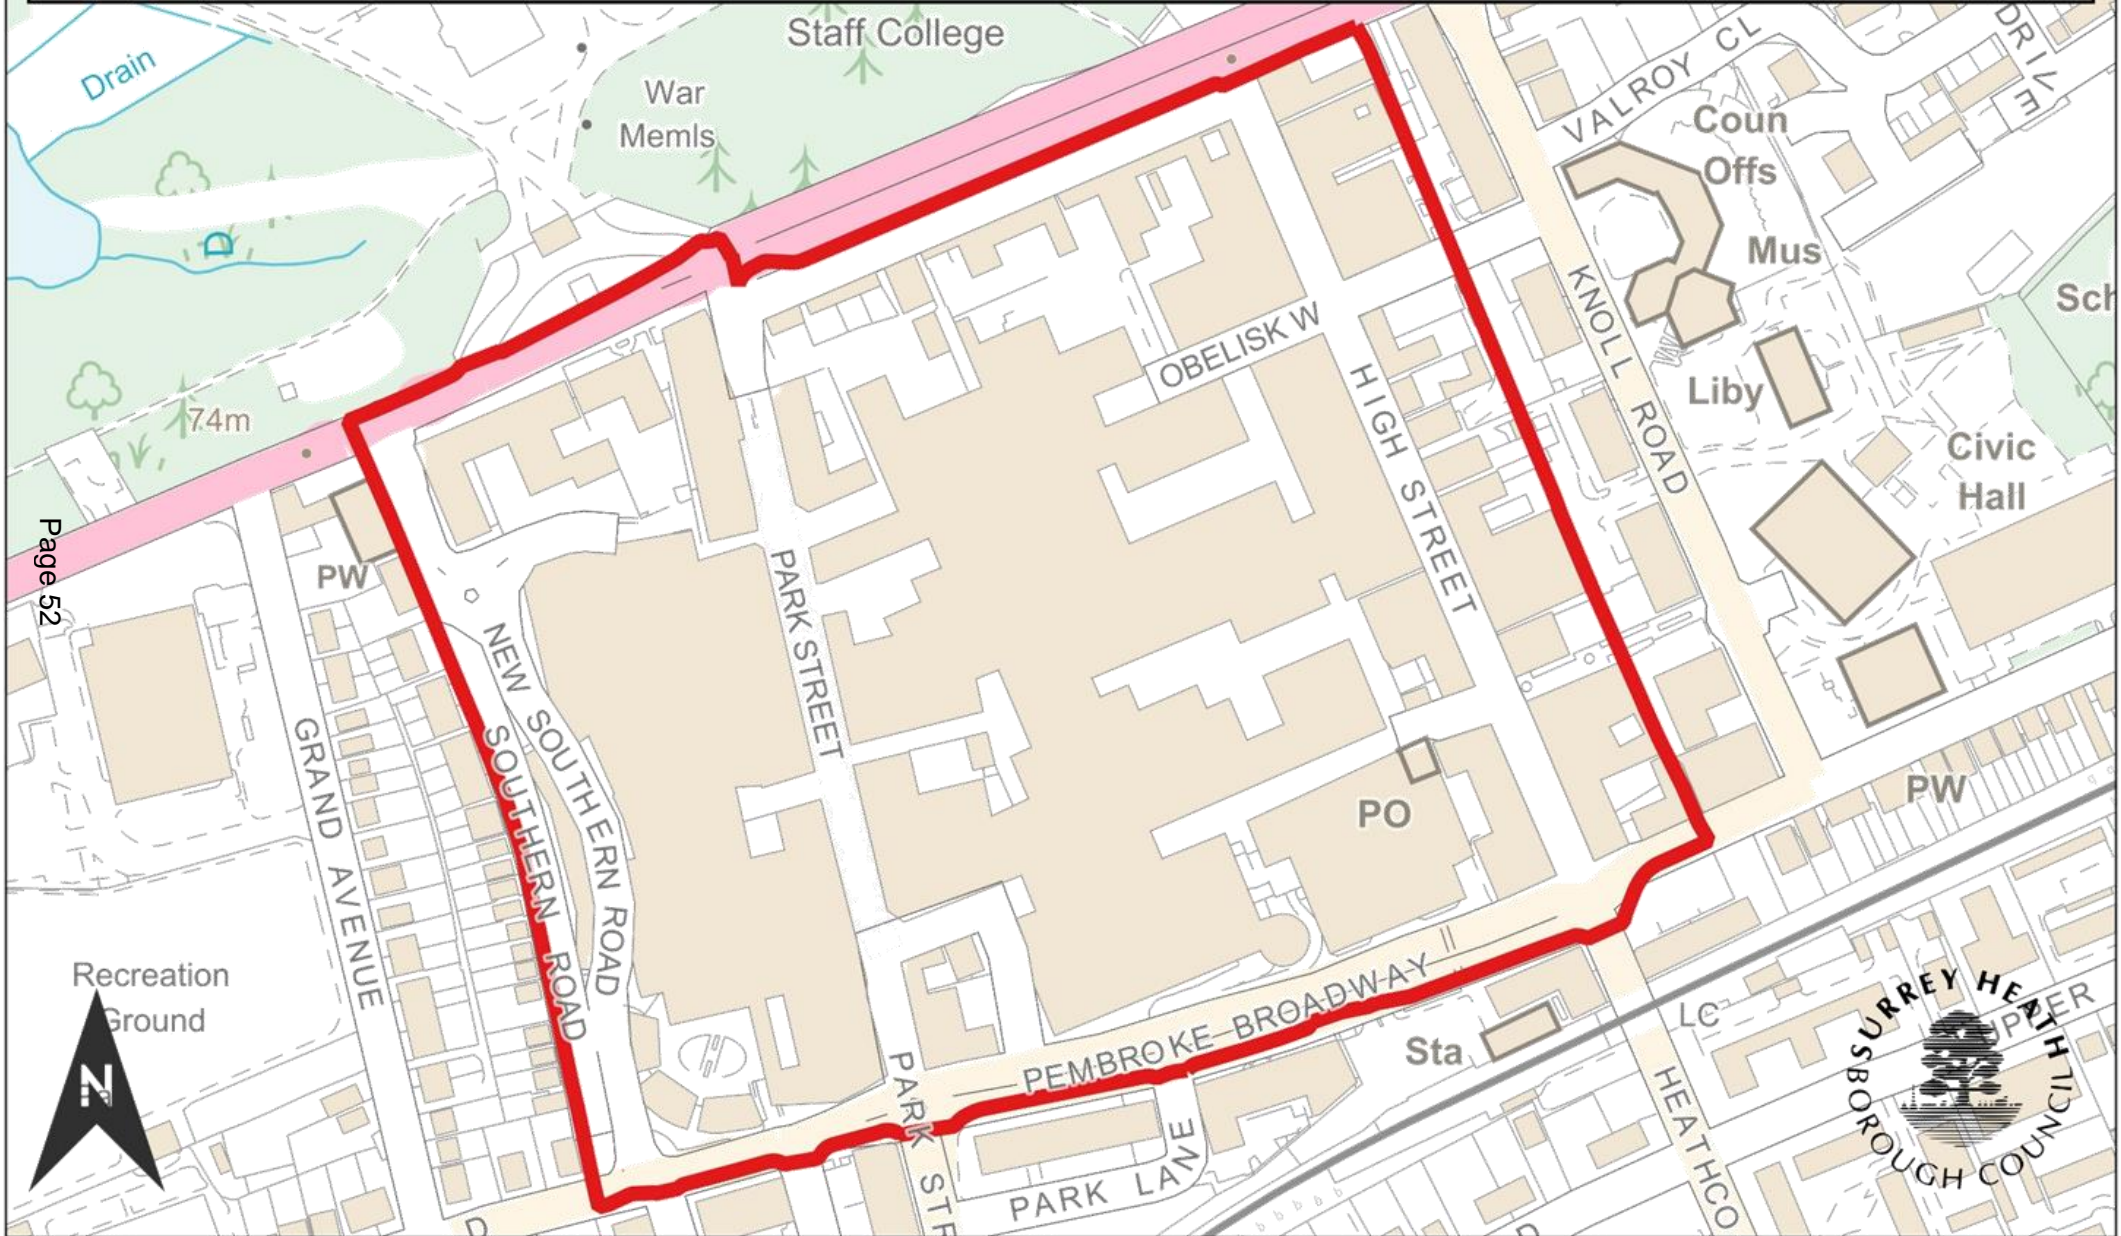 Staff College
Drain
War
Memls
VALROY CL
DRIVE
Coun
Offs
D
Mus
Sch
KNOLL ROAD
OBELISK W
Liby
HIGH STREET
74m
Civic
Hall
Page 52
PW
PARK STREET
NEW SOUTHERN ROAD
SOUTHERN ROAD
GRAND AVENUE
PO
PW
Recreation
Ground
N
PEMBROKE BROADWAY
LC
UPPER
Sta
SURREY HEATH
BOROUGH COUNCIL
PARK STR
PARK LANE
HEATHCO
D
D